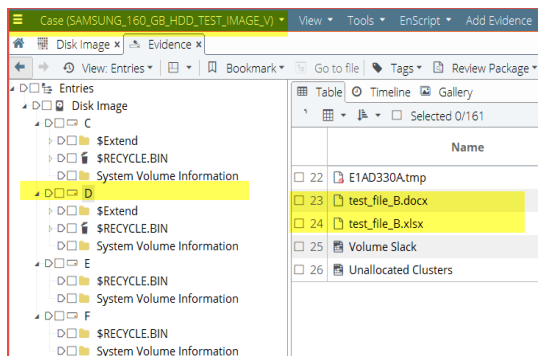 Case (SAMSUNG_160_GB_HDD_TEST_IMAGE_V) View Tools EnScript Add Evidence
Disk Image x Evidence x
View: Entries Bookmark Go to file Tags Review Package
Entries
Disk Image
C
$Extend
$RECYCLE.BIN
System Volume Information
D
$Extend
$RECYCLE.BIN
System Volume Information
E
$RECYCLE.BIN
System Volume Information
F
$RECYCLE.BIN
System Volume Information
Table Timeline Gallery
Selected 0/161
Name
22 E1AD330A.tmp
23 test_file_B.docx
24 test_file_B.xlsx
25 Volume Slack
26 Unallocated Clusters